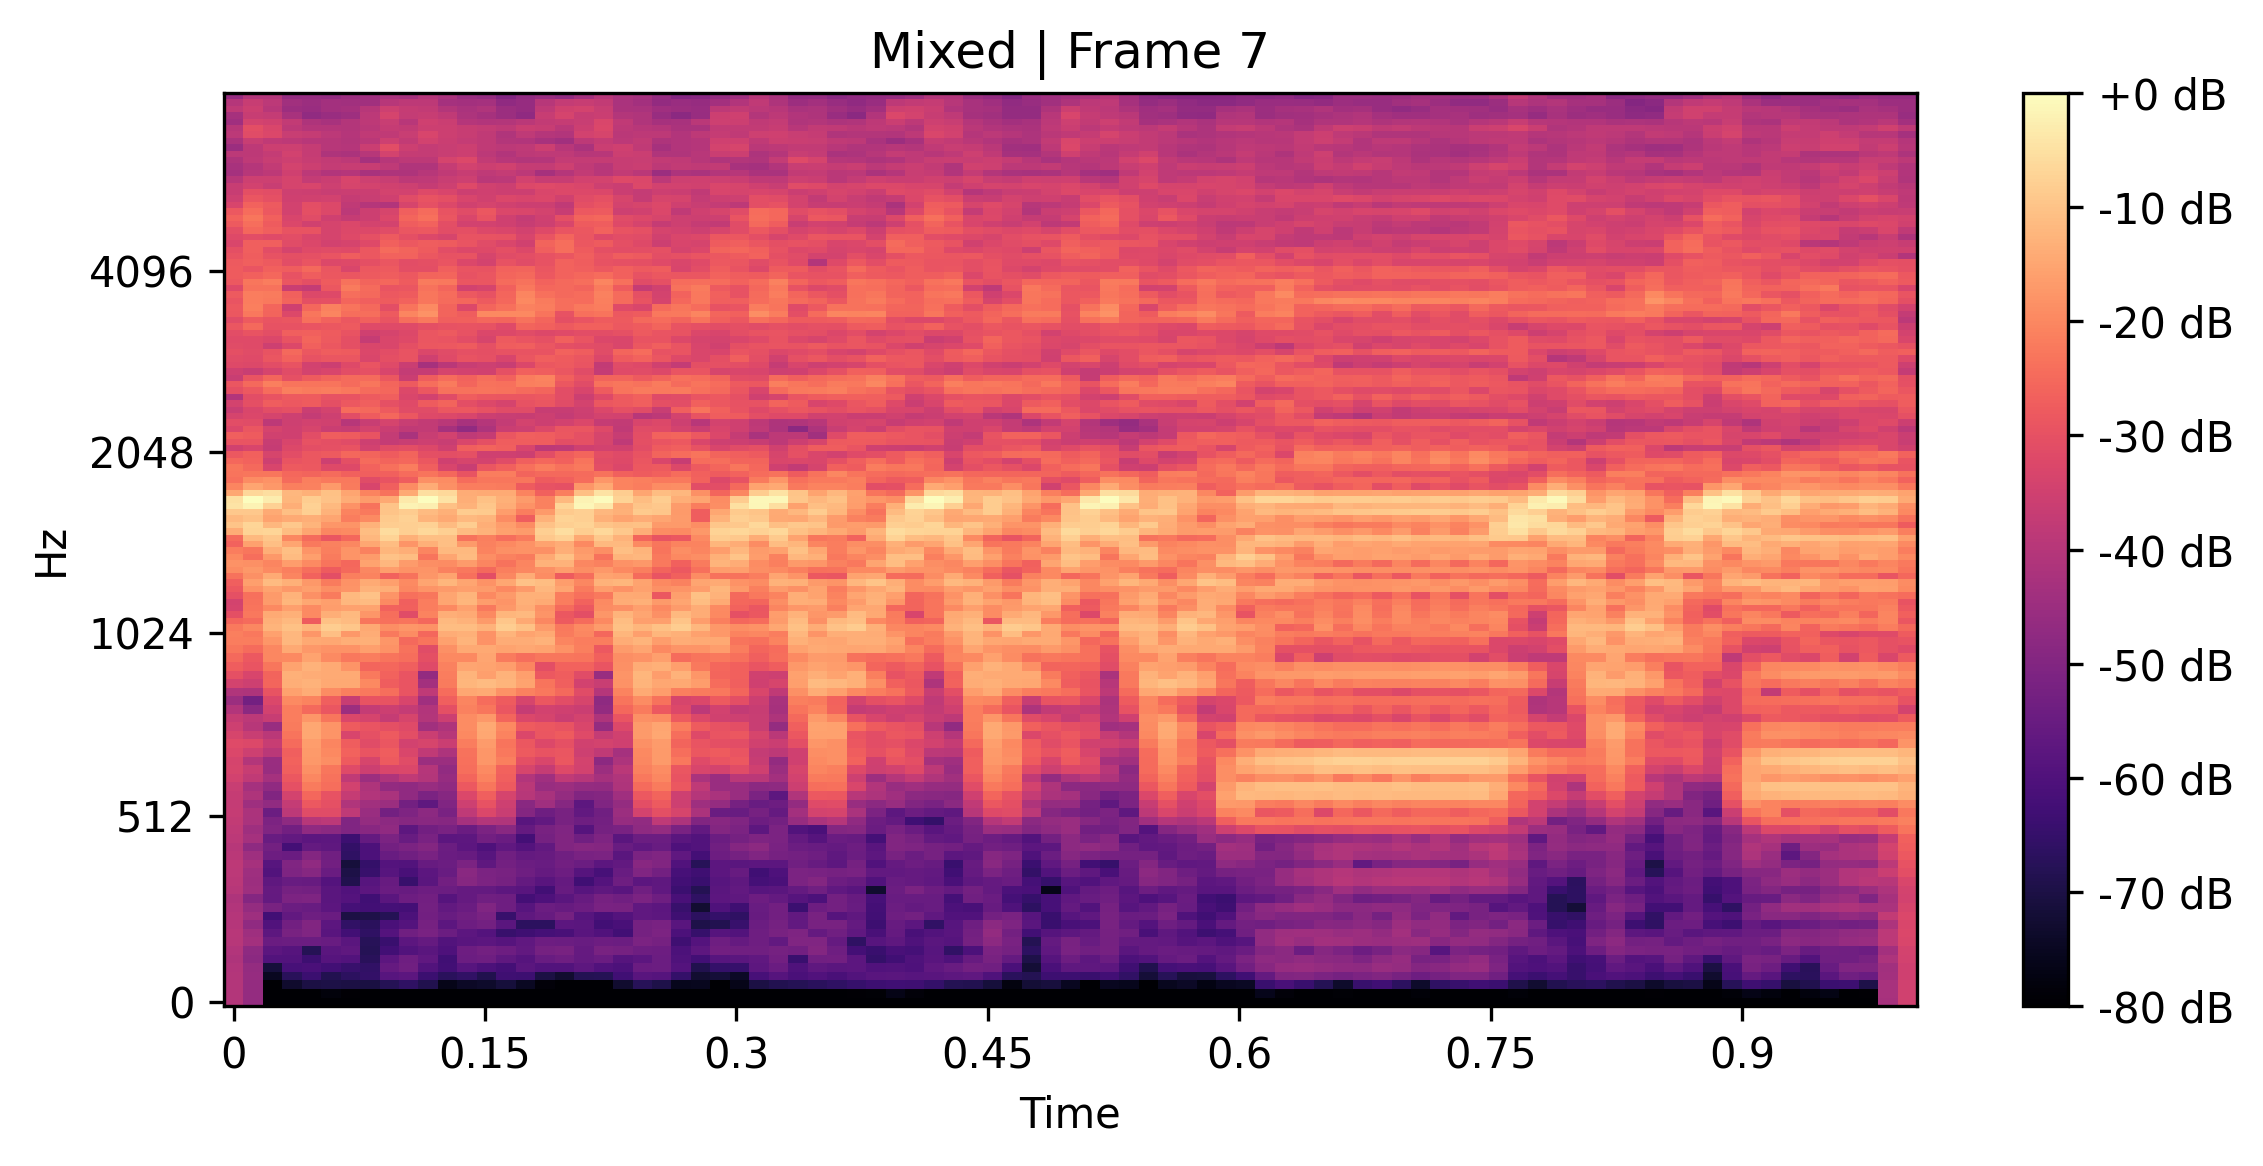 Mixed | Frame 7
+0 dB
-10 dB
-20 dB
-30 dB
-40 dB
-50 dB
-60 dB
-70 dB
-80 dB
Hz
4096
2048
1024
512
0
0 0.15 0.3 0.45 0.6 0.75 0.9
Time